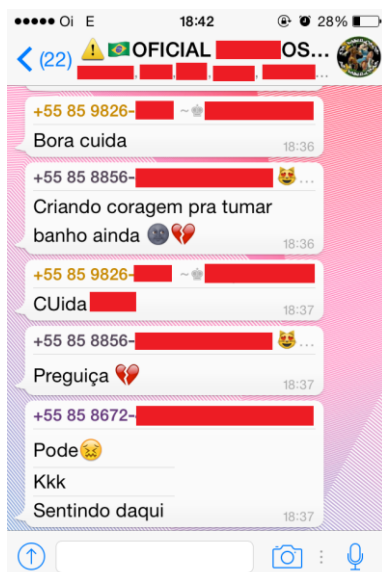 Oi E 18:42 28%
(22) ⚠️🇧🇷OFICIAL OS...
+55 85 9826- ~♚
Bora cuida
18:36
+55 85 8856- 😻...
Criando coragem pra tumar
banho ainda 🌚💔
18:36
+55 85 9826- ~♚
CUida
18:37
+55 85 8856- 😻...
Preguiça 💔
18:37
+55 85 8672-
Pode😖
Kkk
Sentindo daqui
18:37